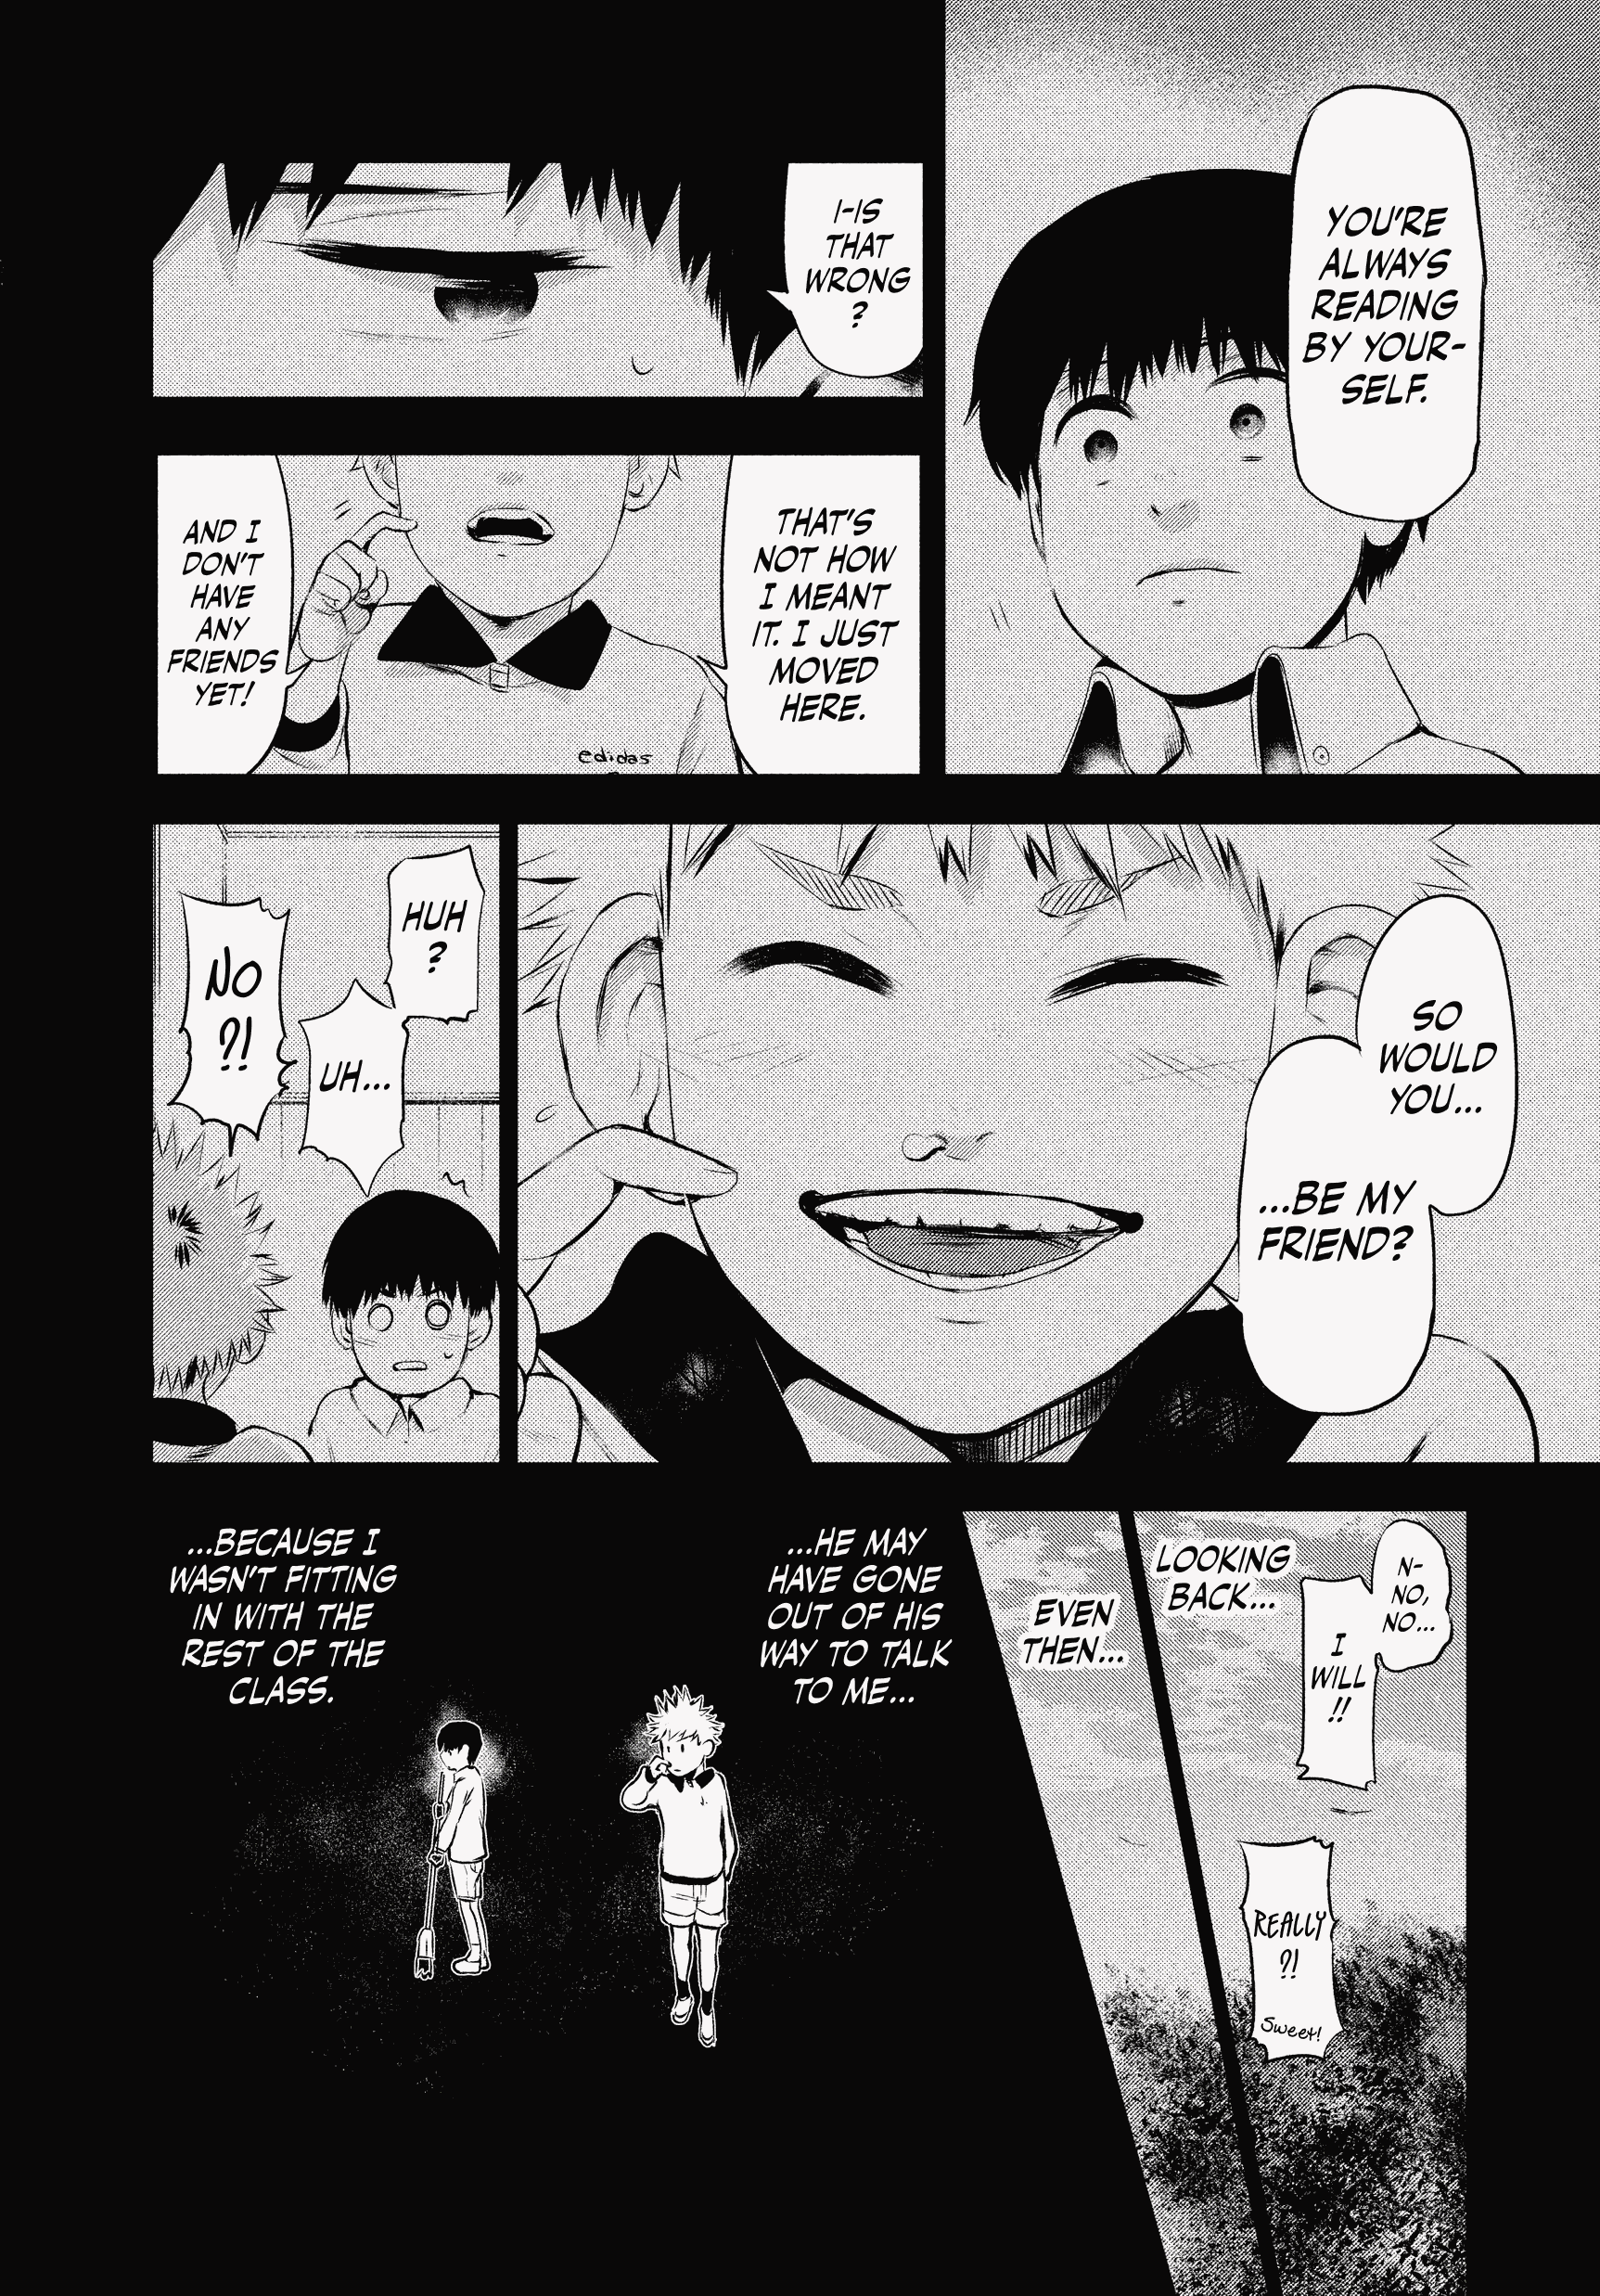 YOU'RE
ALWAYS
READING
BY YOUR-
SELF.
I-IS
THAT
WRONG
?
THAT'S
NOT HOW
I MEANT
IT. I JUST
MOVED
HERE.
AND I
DON'T
HAVE
ANY
FRIENDS
YET!
edidas
SO
WOULD
YOU...
...BE MY
FRIEND?
HUH
?
UH...
NO
?!
N-
NO,
NO...
I
WILL
!!
REALLY
?!
Sweet!
LOOKING
BACK...
EVEN
THEN...
...HE MAY
HAVE GONE
OUT OF HIS
WAY TO TALK
TO ME...
...BECAUSE I
WASN'T FITTING
IN WITH THE
REST OF THE
CLASS.